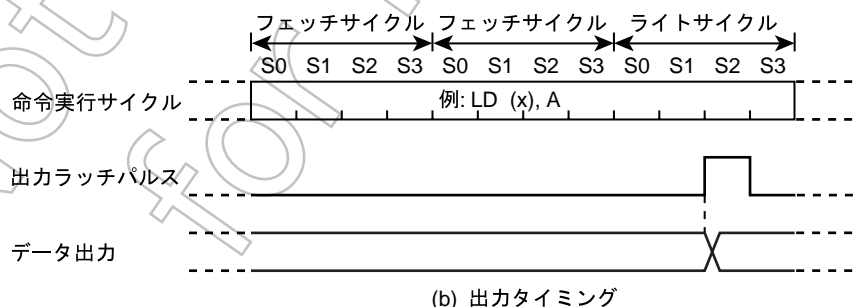 フェッチサイクル フェッチサイクル ライトサイクル
S0 S1 S2 S3 S0 S1 S2 S3 S0 S1 S2 S3
命令実行サイクル 例: LD (x), A
出力ラッチパルス
データ出力
(b) 出力タイミング
for